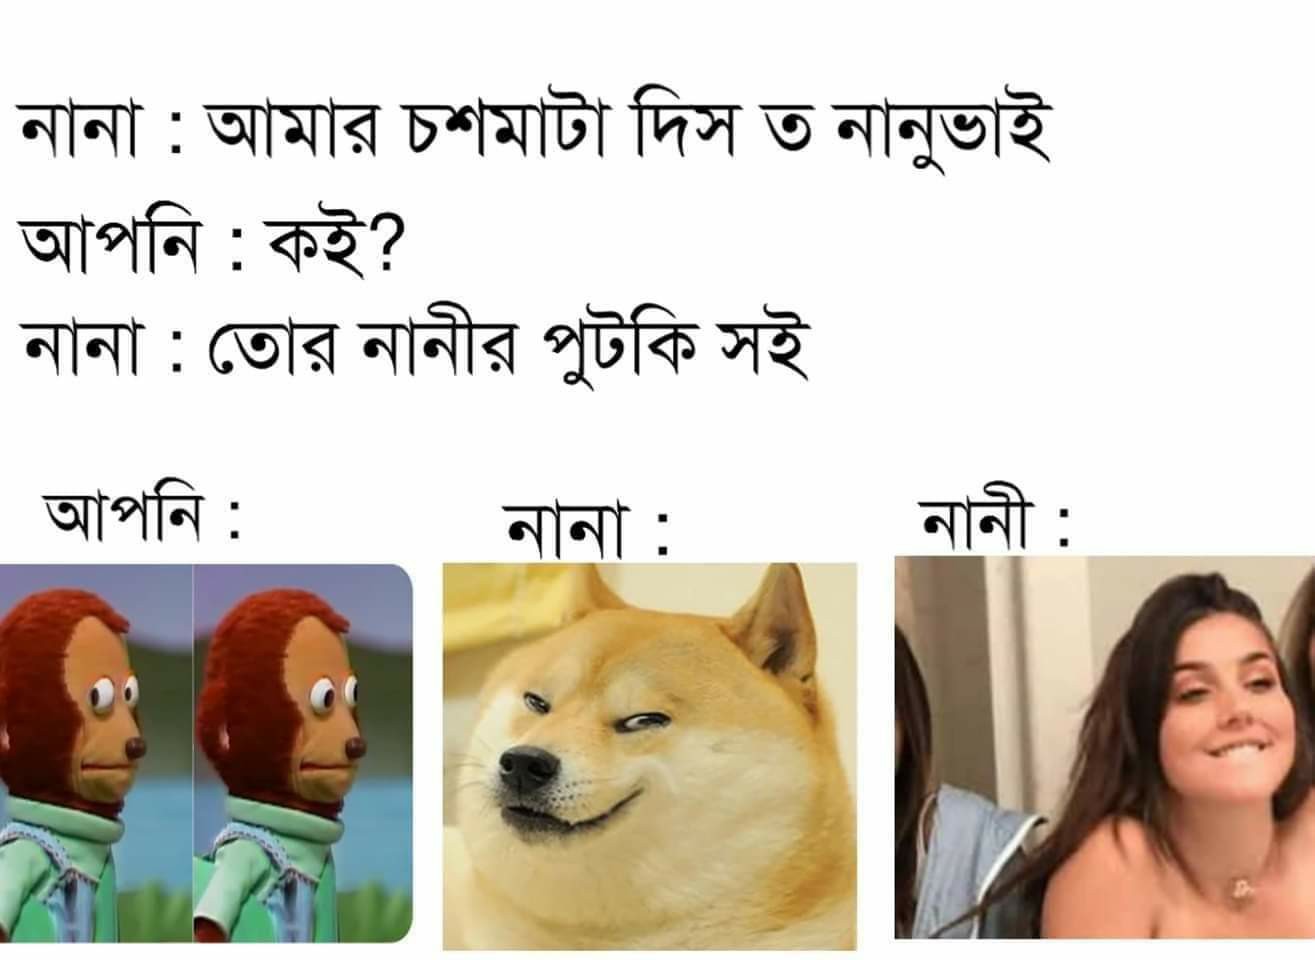 নানা : আমার চশমাটা দিস ত নানুভাই
আপনি : কই?
নানা : তোর নানীর পুটকি সই
আপনি :
নানা :
নানী :